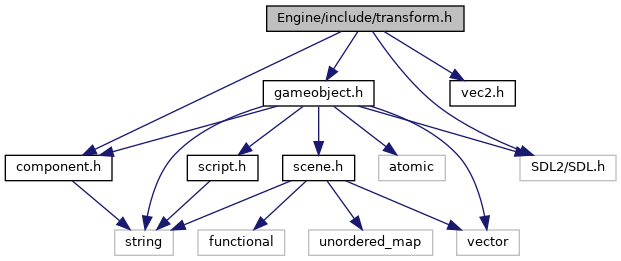 Engine/include/transform.h
gameobject.h
vec2.h
component.h
script.h
scene.h
atomic
SDL2/SDL.h
string
functional
unordered_map
vector